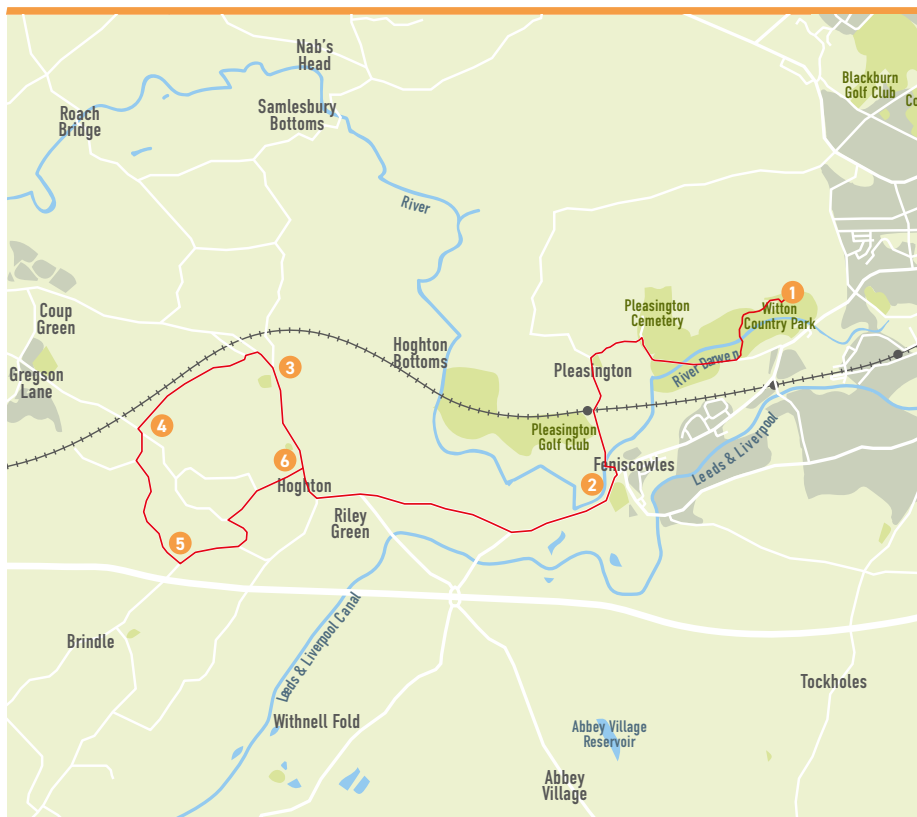 Nab's
Head
Blackburn
Golf Club
Co
Roach
Bridge
Samlesbury
Bottoms
River
1
Pleasington
Cemetery
Witton
Country Park
Coup
Green
Hoghton
Bottoms
River Darwen
3
Pleasington
Gregson
Lane
4
Pleasington
Golf Club
Leeds & Liverpool
6
Feniscowles
Hoghton
2
Riley
Green
5
Leeds & Liverpool Canal
Brindle
Tockholes
Withnell Fold
Abbey Village
Reservoir
Abbey
Village